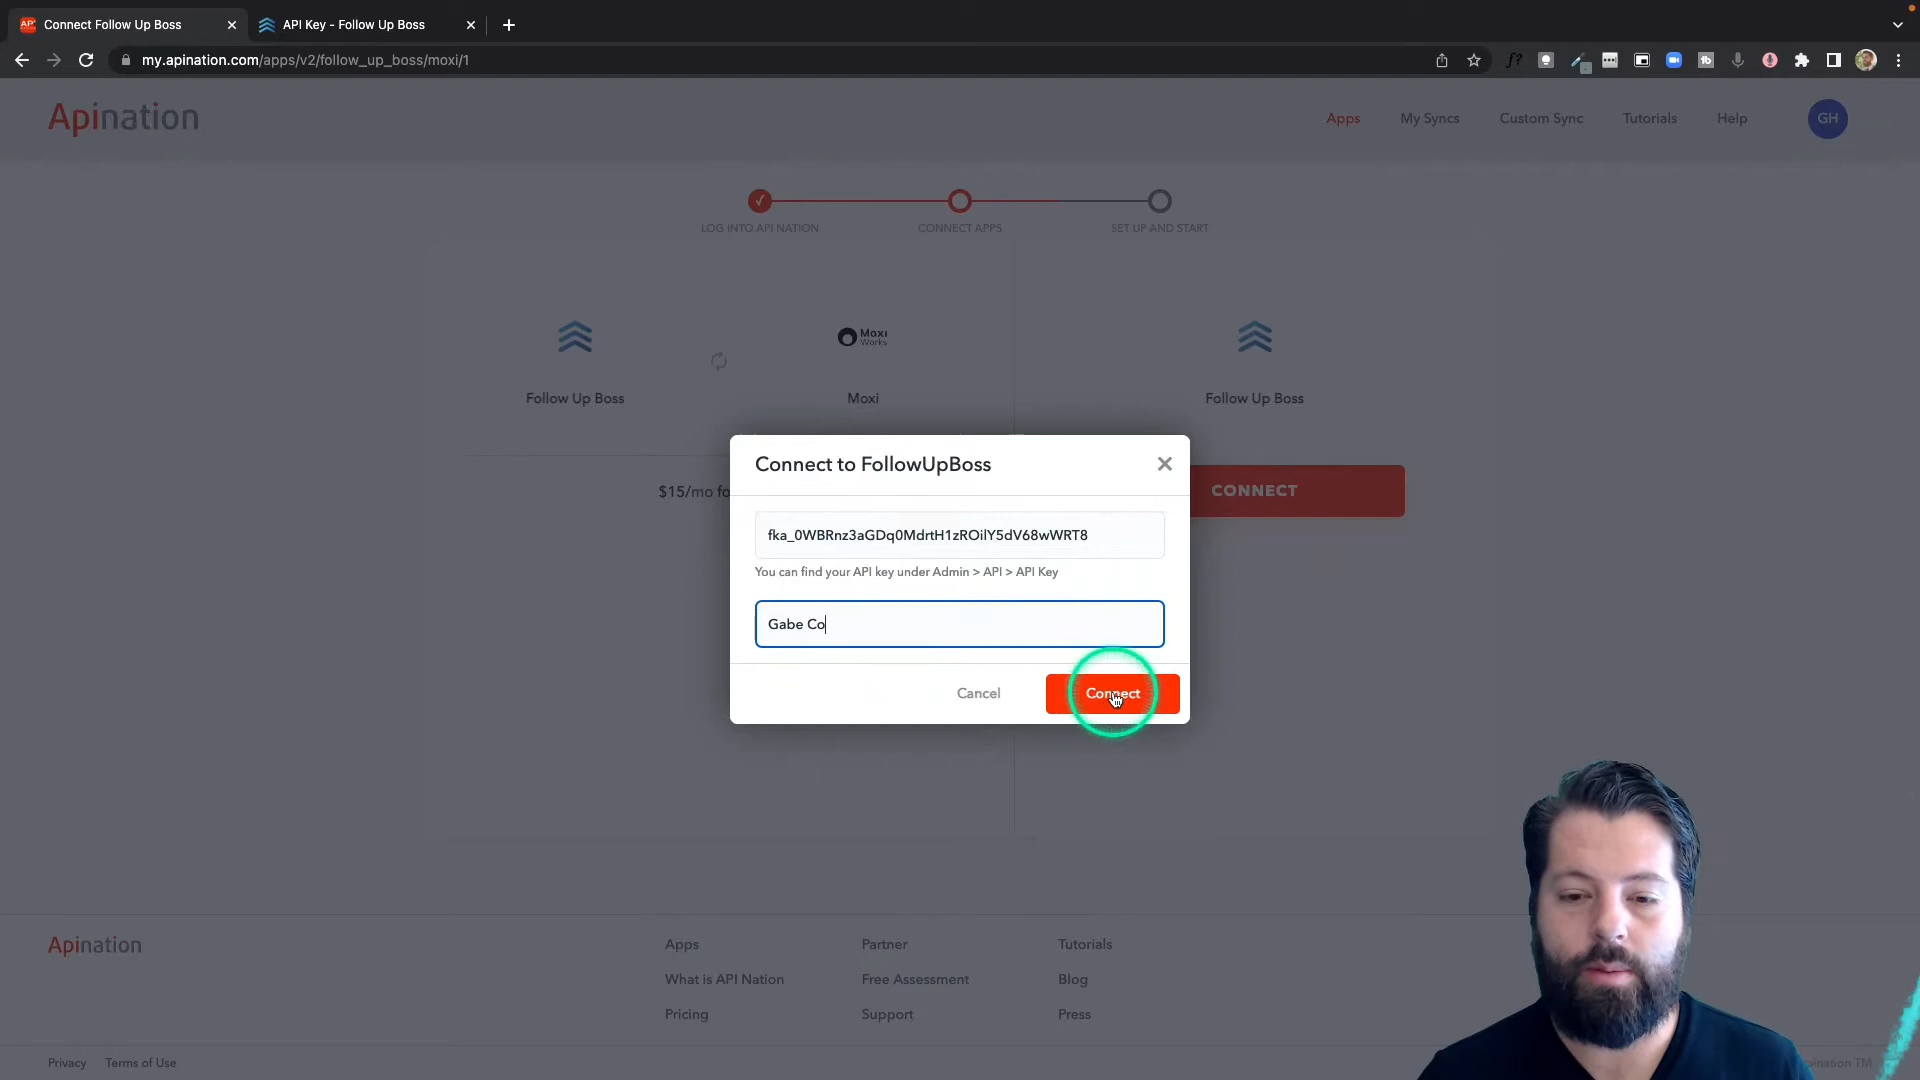 Connect Follow Up Boss
API Key - Follow Up Boss
my.apination.com/apps/v2/follow_up_boss/moxi/1
Apination
Apps
My Syncs
Custom Sync
Tutorials
Help
GH
LOG INTO API NATION
CONNECT APPS
SET UP AND START
Moxi
Works
Follow Up Boss
Moxi
Follow Up Boss
$15/mo fo
CONNECT
Connect to FollowUpBoss
fka_0WBRnz3aGDq0MdrtH1zROilY5dV68wWRT8
You can find your API key under Admin > API > API Key
Gabe Co
Cancel
Connect
Apination
Apps
Partner
Tutorials
What is API Nation
Free Assessment
Blog
Pricing
Support
Press
Privacy
Terms of Use